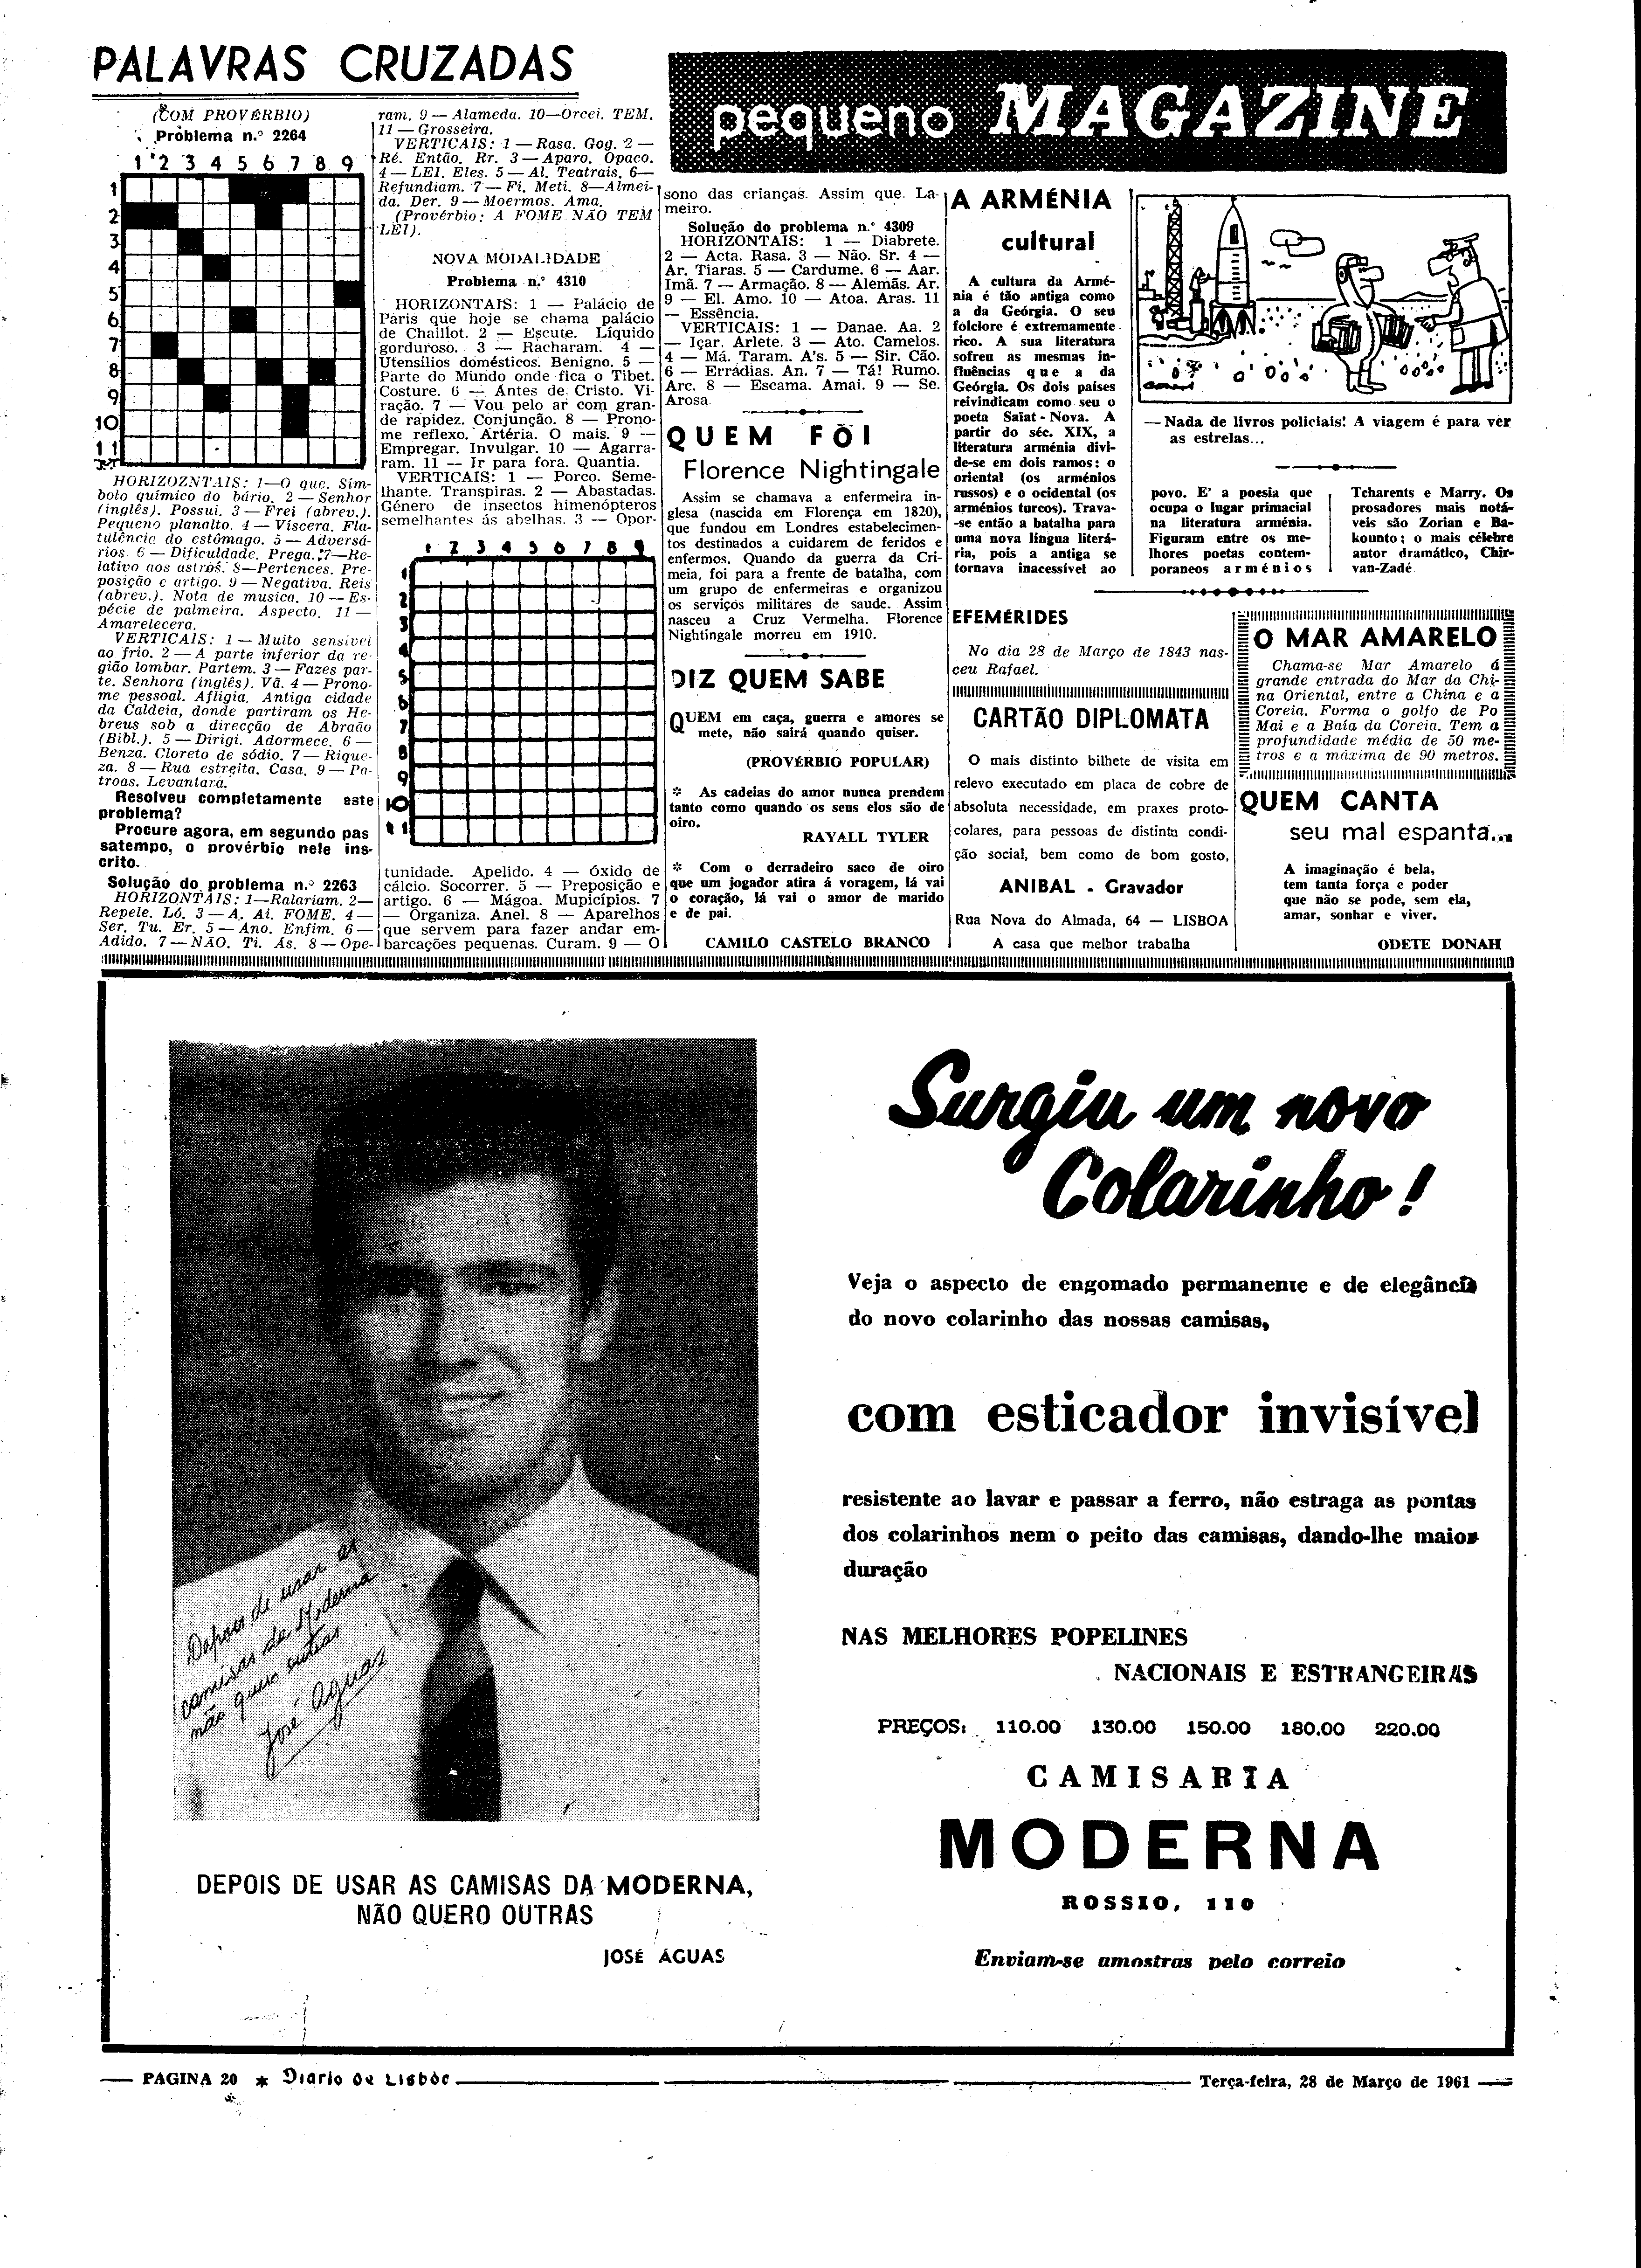 PALAVRAS CRUZADAS
(COM PROVÉRBIO)
Problema n.º 2264
1 2 3 4 5 6 7 8 9
1
2
3
4
5
6
7
8
9
10
11
HORIZOZNTAIS: 1—O que. Sím-
bolo químico do bário. 2 — Senhor
(inglês). Possui. 3 — Frei (abrev.).
Pequeno planalto. 4 — Víscera. Fla-
tulência do estômago. 5 — Adversá-
rios. 6 — Dificuldade. Prega. 7—Re-
lativo aos astros. 8—Pertences. Pre-
posição e artigo. 9 — Negativa. Reis
(abrev.). Nota de musica. 10 — Es-
pécie de palmeira. Aspecto. 11 —
Amarelecera.
VERTICAIS: 1 — Muito sensível
ao frio. 2 — A parte inferior da re-
gião lombar. Partem. 3 — Fazes par-
te. Senhora (inglês). Vã. 4 — Prono-
me pessoal. Afligia. Antiga cidade
da Caldeia, donde partiram os He-
breus sob a direcção de Abraão
(Bibl.). 5 — Dirigi. Adormece. 6 —
Benza. Cloreto de sódio. 7 — Rique-
za. 8 — Rua estreita. Casa. 9 — Pa-
troas. Levantará.
Resolveu completamente este
problema?
Procure agora, em segundo pas
satempo, o provérbio nele ins-
crito.
Solução do problema n.º 2263
HORIZONTAIS: 1—Ralariam. 2—
Repele. Ló. 3 — A. Ai. FOME. 4 —
Ser. Tu. Er. 5 — Ano. Enfim. 6 —
Adido. 7 — NÃO. Ti. As. 8 — Ope-
ram. 9 — Alameda. 10—Orcei. TEM.
11 — Grosseira.
VERTICAIS: 1 — Rasa. Gog. 2 —
Ré. Então. Rr. 3 — Aparo. Opaco.
4 — LEI. Eles. 5 — Al. Teatrais. 6—
Refundiam. 7 — Fi. Meti. 8—Almei-
da. Der. 9 — Moermos. Ama.
(Provérbio: A FOME NÃO TEM
LEI).
NOVA MODALIDADE
Problema n.º 4310
HORIZONTAIS: 1 — Palácio de
Paris que hoje se chama palácio
de Chaillot. 2 — Escute. Líquido
gorduroso. 3 — Racharam. 4 —
Utensílios domésticos. Benigno. 5 —
Parte do Mundo onde fica o Tibet.
Costure. 6 — Antes de Cristo. Vi-
ração. 7 — Vou pelo ar com gran-
de rapidez. Conjunção. 8 — Prono-
me reflexo. Artéria. O mais. 9 —
Empregar. Invulgar. 10 — Agarra-
ram. 11 — Ir para fora. Quantia.
VERTICAIS: 1 — Porco. Seme-
lhante. Transpiras. 2 — Abastadas.
Género de insectos himenópteros
semelhantes ás abelhas. 3 — Opor-
1 2 3 4 5 6 7 8 9
1
2
3
4
5
6
7
8
9
10
11
tunidade. Apelido. 4 — óxido de
cálcio. Socorrer. 5 — Preposição e
artigo. 6 — Mágoa. Mupicípios. 7
— Organiza. Anel. 8 — Aparelhos
que servem para fazer andar em-
barcações pequenas. Curam. 9 — O
pequeno MAGAZINE
sono das crianças. Assim que. La-
meiro.
Solução do problema n.º 4309
HORIZONTAIS: 1 — Diabrete.
2 — Acta. Rasa. 3 — Não. Sr. 4 —
Ar. Tiaras. 5 — Cardume. 6 — Aar.
Imã. 7 — Armação. 8 — Alemãs. Ar.
9 — El. Amo. 10 — Atoa. Aras. 11
— Essência.
VERTICAIS: 1 — Danae. Aa. 2
— Içar. Arlete. 3 — Ato. Camelos.
4 — Má. Taram. A's. 5 — Sir. Cão.
6 — Errádias. An. 7 — Tá! Rumo.
Arc. 8 — Escama. Amai. 9 — Se.
Arosa.
QUEM FÔI
Florence Nightingale
Assim se chamava a enfermeira in-
glesa (nascida em Florença em 1820),
que fundou em Londres estabelecimen-
tos destinados a cuidarem de feridos e
enfermos. Quando da guerra da Cri-
meia, foi para a frente de batalha, com
um grupo de enfermeiras e organizou
os serviços militares de saude. Assim
nasceu a Cruz Vermelha. Florence
Nightingale morreu em 1910.
DIZ QUEM SABE
QUEM em caça, guerra e amores se
mete, não sairá quando quiser.
(PROVÉRBIO POPULAR)
* As cadeias do amor nunca prendem
tanto como quando os seus elos são de
oiro.
RAYALL TYLER
* Com o derradeiro saco de oiro
que um jogador atira á voragem, lá vai
o coração, lá vai o amor de marido
e de pai.
CAMILO CASTELO BRANCO
A ARMÉNIA
cultural
A cultura da Armé-
nia é tão antiga como
a da Geórgia. O seu
folclore é extremamente
rico. A sua literatura
sofreu as mesmas in-
fluências que a da
Geórgia. Os dois países
reivindicam como seu o
poeta Saïat - Nova. A
partir do séc. XIX, a
literatura arménia divi-
de-se em dois ramos: o
oriental (os arménios
russos) e o ocidental (os
arménios turcos). Trava-
-se então a batalha para
uma nova língua literá-
ria, pois a antiga se
tornava inacessível ao
povo. E' a poesia que
ocupa o lugar primacial
na literatura arménia.
Figuram entre os me-
lhores poetas contem-
poraneos arménios
Tcharents e Marry. Os
prosadores mais notá-
veis são Zorian e Ba-
kounto; o mais célebre
autor dramático, Chir-
van-Zadé.
— Nada de livros policiais! A viagem é para ver
as estrelas...
EFEMÉRIDES
No dia 28 de Março de 1843 nas-
ceu Rafael.
CARTÃO DIPLOMATA
O mais distinto bilhete de visita em
relevo executado em placa de cobre de
absoluta necessidade, em praxes proto-
colares, para pessoas de distinta condi-
ção social, bem como de bom gosto,
ANIBAL - Gravador
Rua Nova do Almada, 64 — LISBOA
A casa que melhor trabalha
O MAR AMARELO
Chama-se Mar Amarelo á
grande entrada do Mar da Chi-
na Oriental, entre a China e a
Coreia. Forma o golfo de Po
Mai e a Baía da Coreia. Tem a
profundidade média de 50 me-
tros e a máxima de 90 metros.
QUEM CANTA
seu mal espanta...
A imaginação é bela,
tem tanta força e poder
que não se pode, sem ela,
amar, sonhar e viver.
ODETE DONAH
Surgiu um novo
Colarinho!
Veja o aspecto de engomado permanente e de elegância
do novo colarinho das nossas camisas,
com esticador invisível
resistente ao lavar e passar a ferro, não estraga as pontas
dos colarinhos nem o peito das camisas, dando-lhe maior
duração
NAS MELHORES POPELINES
NACIONAIS E ESTRANGEIRAS
PREÇOS: 110.00 130.00 150.00 180.00 220.00
CAMISARIA
MODERNA
ROSSIO, 110
Enviam-se amostras pelo correio
Depois de usar as
camisas da Moderna
não quero outras
José Aguas
DEPOIS DE USAR AS CAMISAS DA MODERNA,
NÃO QUERO OUTRAS
JOSÉ ÁGUAS
PAGINA 20 * Diario de Lisboa
Terça-feira, 28 de Março de 1961